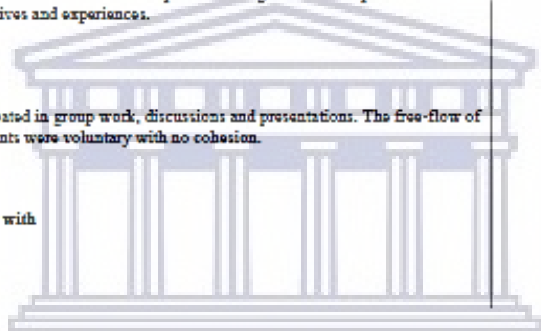 ives and experiences.
ated in group work, discussions and presentations. The free-flow of
nts were voluntary with no cohesion.
with